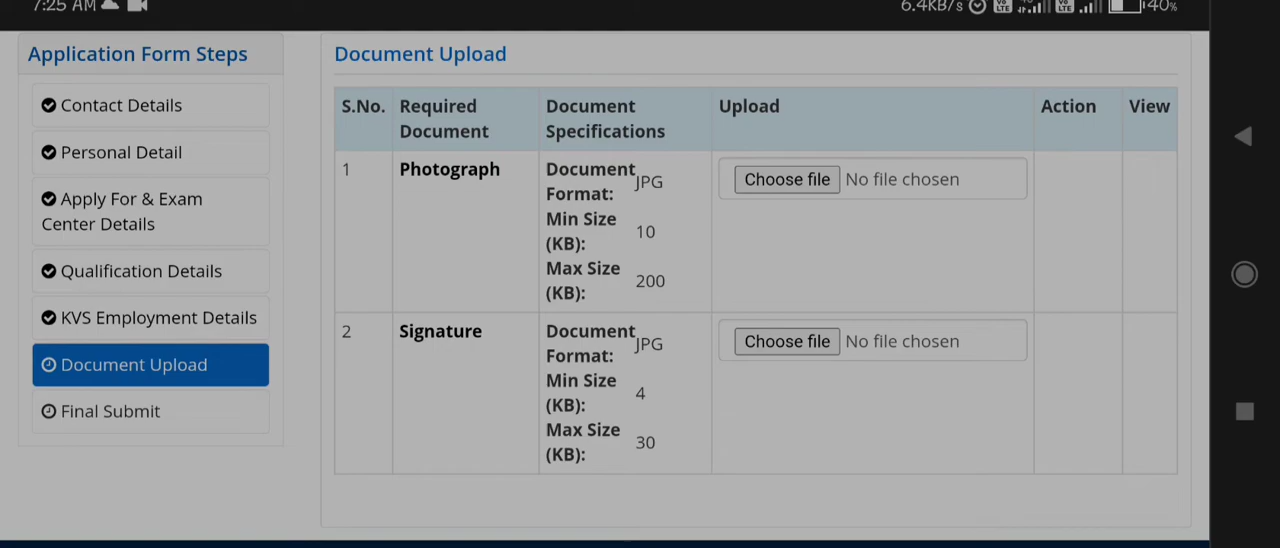 7:25 AM
6.4KB/s
40%
Application Form Steps
Contact Details
Personal Detail
Apply For & Exam
Center Details
Qualification Details
KVS Employment Details
Document Upload
Final Submit
Document Upload
S.No. Required Document Document Specifications Upload Action View
1 Photograph
Document Format: JPG
Min Size (KB): 10
Max Size (KB): 200
Choose file No file chosen
2 Signature
Document Format: JPG
Min Size (KB): 4
Max Size (KB): 30
Choose file No file chosen